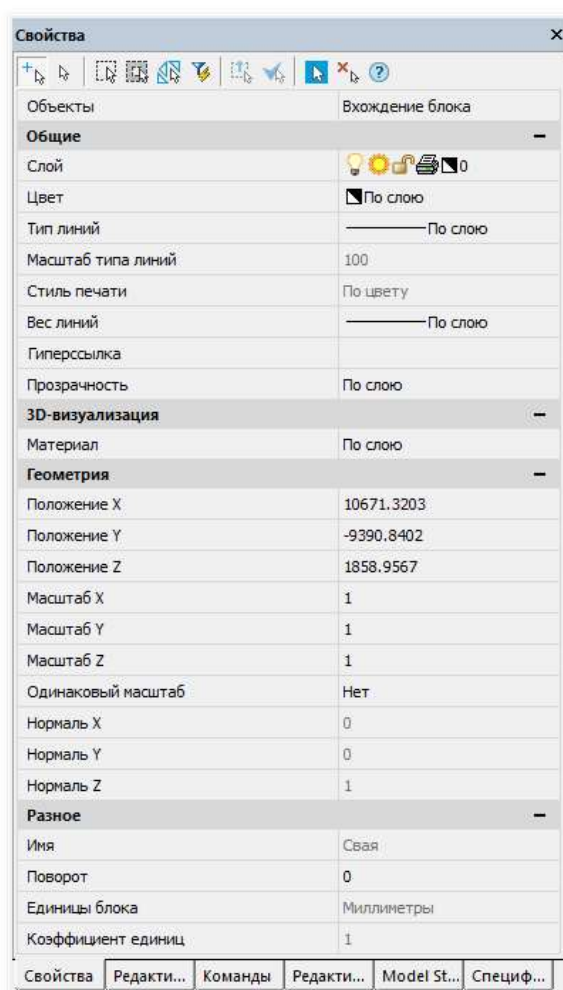 Свойства
Объекты Вхождение блока
Общие
Слой 0
Цвет По слою
Тип линий По слою
Масштаб типа линий 100
Стиль печати По цвету
Вес линий По слою
Гиперссылка
Прозрачность По слою
3D-визуализация
Материал По слою
Геометрия
Положение X 10671.3203
Положение Y -9390.8402
Положение Z 1858.9567
Масштаб X 1
Масштаб Y 1
Масштаб Z 1
Одинаковый масштаб Нет
Нормаль X 0
Нормаль Y 0
Нормаль Z 1
Разное
Имя Свая
Поворот 0
Единицы блока Миллиметры
Коэффициент единиц 1
Свойства Редакти... Команды Редакти... Model St... Специф...